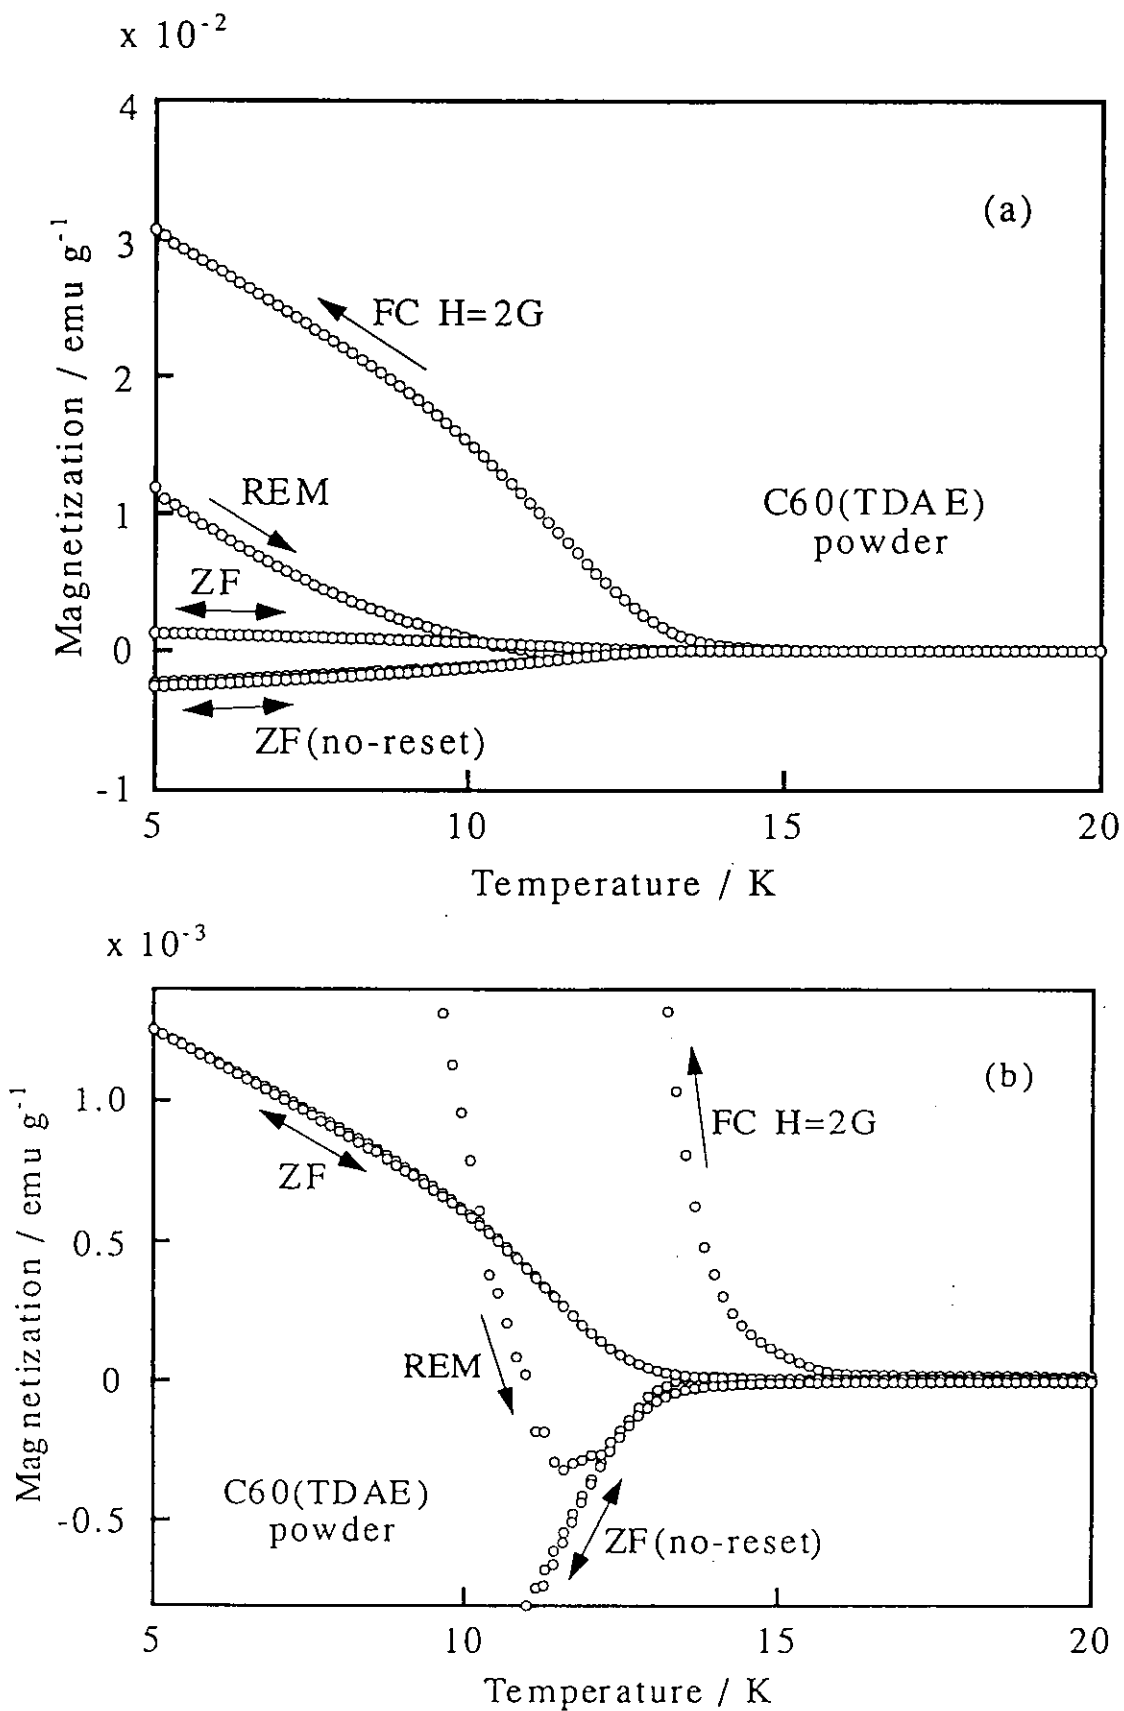 x 10-2
4
3
2
1
0
-1
Magnetization / emu g-1
(a)
FC H=2G
REM
ZF
ZF(no-reset)
C60(TDAE)
powder
5 10 15 20
Temperature / K
x 10-3
1.0
0.5
0
-0.5
Magnetization / emu g-1
(b)
FC H=2G
ZF
REM
ZF(no-reset)
C60(TDAE)
powder
5 10 15 20
Temperature / K